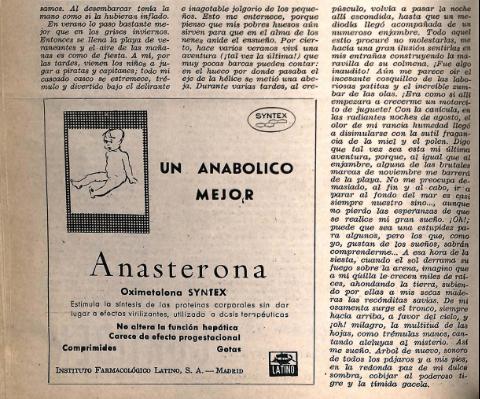 samos. Al desembarcar tonta la
mano como si la hubiera inflado.
En verano lo paso bastante me-
jor que en los grises inviernos.
Entonces se llena la playa de ve-
raneantes y el aire de las maña-
nas es como de fiesta. A mí, por
las tardes, vienen los niños a ju-
gar a piratas y capitanes; todo mi
cascado casco se estremece, tré-
mulo y divertido bajo el delirante
e inagotable jolgorio de los peque-
ños. Esto me enternece, porque
pienso que mis pobres huesos aún
sirven para que en el alma de los
nenes; anide el ensueño. Por cier-
to, hace varios veranos viví una
aventura (¡tal vez la última!) que
muy pocas barcas pueden contar:
en el hueco por donde pasaba el
eje de la hélice se metió una abe-
ja. Durante varias tardes, al cre-
púsculo, volvía a pasar la noche
allí escondida, hasta que un me-
diodía llegó acompañada de un
numeroso enjambre. Todo aquel
estío procuré no molestarlas, me
hacía una gran ilusión sentirlas en
mis entrañas construyendo la ma-
ravilla de su colmena. ¡Fue algo
inaudito! Aún me parece oír el
incesante cosquilleo de las labo-
riosas patitas y el increíble zum-
bar de las alas. ¡Era como si allí
empezara a crecerme un motorci-
to de juguete! Con la canícula, en
las radiantes noches de agosto, el
olor de mi rancia humedad llegó
a disimularse con la sutil fragan-
cia de la miel y el polen. Digo
que tal vez sea esta mi última
aventura, porque, al igual que al
enjambre, alguna de las brutales
mareas de noviembre me barrerá
de la playa. No me preocupa de-
masiado, al fin y al cabo, ir a
parar al fondo del mar es casi
siempre nuestro sino..., aunque
no pierdo las esperanzas de que
se realice mi gran sueño. ¡Oh!;
puede que sea una estupidez pa-
ra algunos, pero los que, como
yo, gustan de los sueños, sabrán
comprenderme... A esa hora de la
siesta, cuando el sol derrama su
fuego sobre la arena, imagino que
a mi quilla le crecen miles de raí-
ces, ahondando la tierra, subien-
do por ellas a mis secas made-
ras las recónditas savias. De mi
osamenta surge el tronco, siempre
hacia arriba, a favor del cielo, y
¡oh! milagro, la multitud de las
hojas, como trémulas manos, can-
tando aleluyas al misterio. Así
me sueño. Arbol de nuevo, sonoro
de todos los pájaros y a mis pies,
en la redonda paz de mi dulce
sombra, cobijar al poderoso ti-
gre y la tímida gacela.
SYNTEX
UN ANABOLICO
MEJOR
Anasterona
Oximetolona SYNTEX
Estimula la síntesis de las proteínas corporales sin dar
lugar a efectos virilizantes, utilizada a dosis terapéuticas
No altera la función hepática
Carece de efecto progestacional
Comprimidos Gotas
INSTITUTO FARMACOLÓGICO LATINO, S. A. — MADRID
LATINO